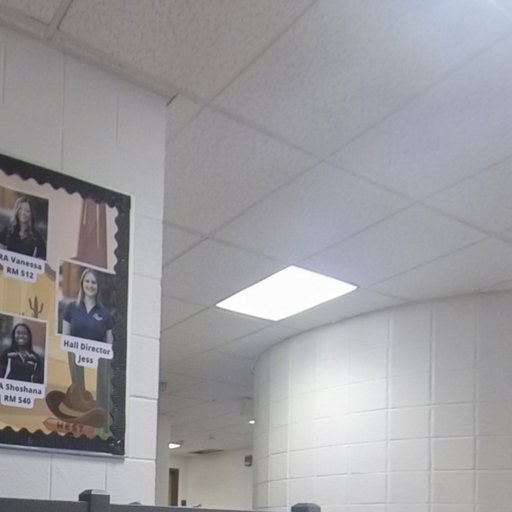 RA Vanessa
RM 512
Hall Director
Jess
A Shoshana
RM 540
WEST